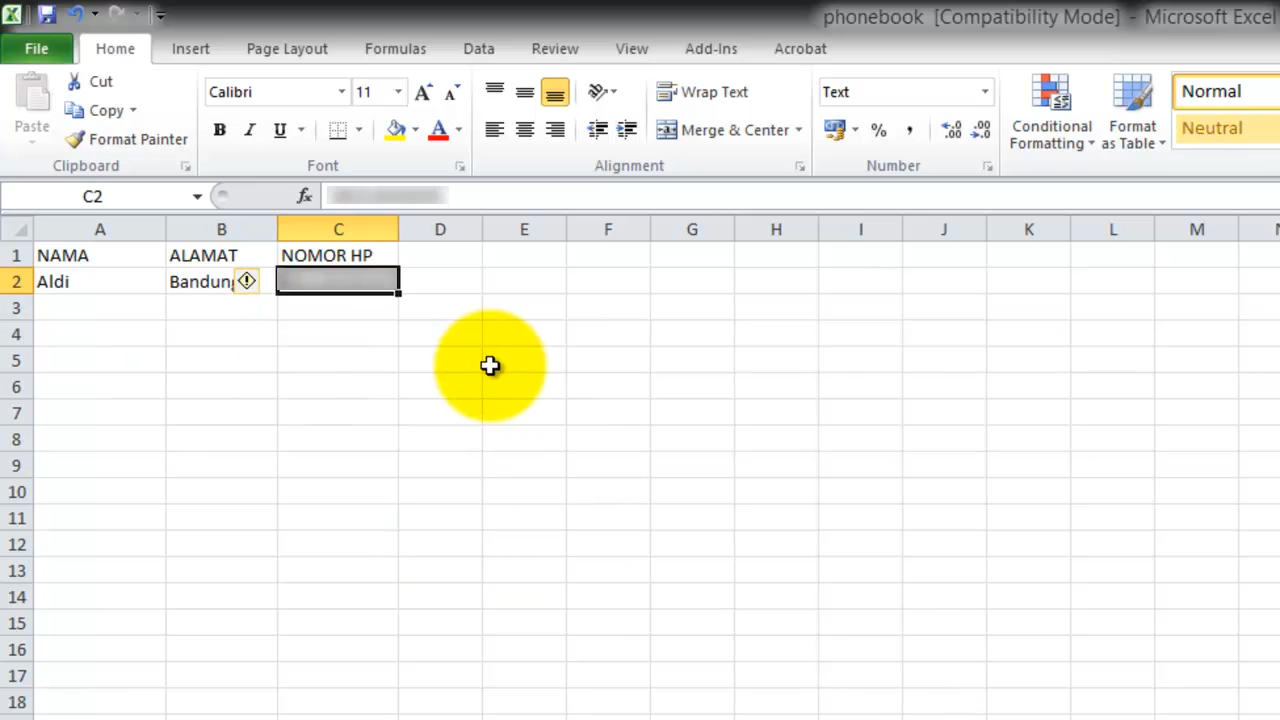 phonebook [Compatibility Mode] - Microsoft Excel
File Home Insert Page Layout Formulas Data Review View Add-Ins Acrobat
Paste
Cut
Copy
Format Painter
Clipboard
Calibri 11 A A
B I U A
Font
Wrap Text
Merge & Center
Alignment
Text
% , .00 .00
Number
Conditional Formatting
Format as Table
Normal
Neutral
C2 fx
A B C D E F G H I J K L M
1 NAMA ALAMAT NOMOR HP
2 Aldi Bandung
3
4
5
6
7
8
9
10
11
12
13
14
15
16
17
18